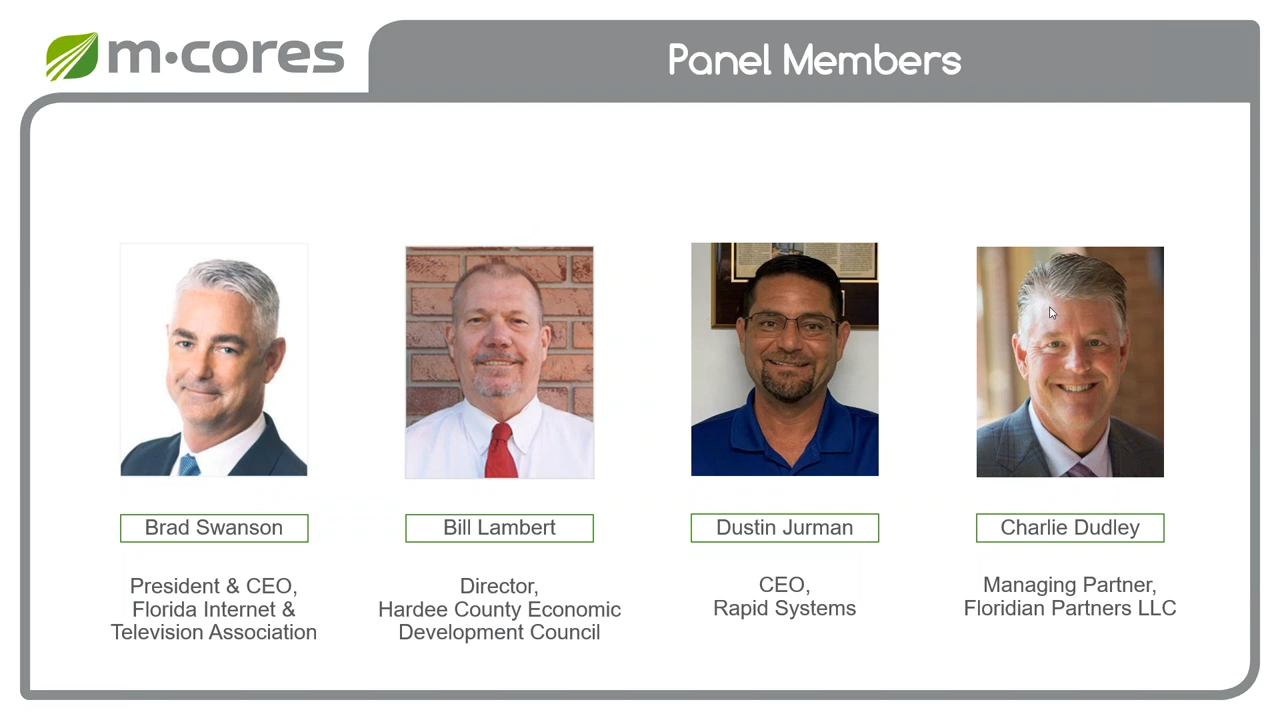 m·cores
Panel Members
Brad Swanson
President & CEO,
Florida Internet &
Television Association
Bill Lambert
Director,
Hardee County Economic
Development Council
Dustin Jurman
CEO,
Rapid Systems
Charlie Dudley
Managing Partner,
Floridian Partners LLC